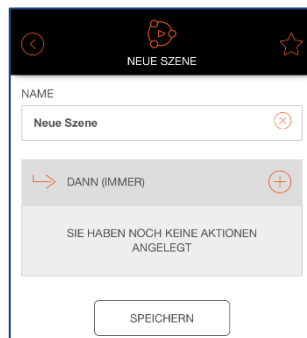 NEUE SZENE
NAME
Neue Szene
DANN (IMMER)
SIE HABEN NOCH KEINE AKTIONEN
ANGELEGT
SPEICHERN